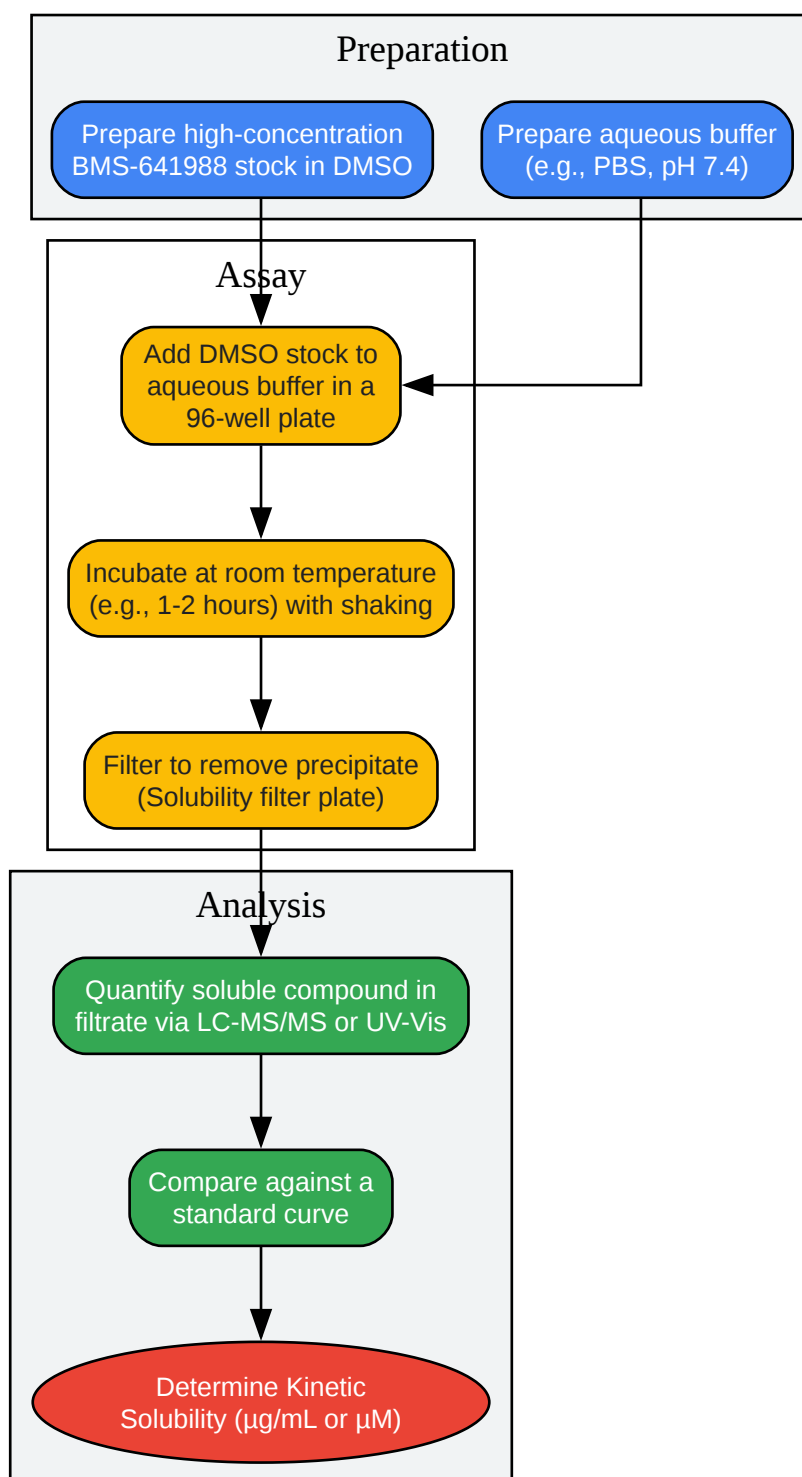 Preparation
Prepare high-concentration
BMS-641988 stock in DMSO
Prepare aqueous buffer
(e.g., PBS, pH 7.4)
Assay
Add DMSO stock to
aqueous buffer in a
96-well plate
Incubate at room temperature
(e.g., 1-2 hours) with shaking
Filter to remove precipitate
(Solubility filter plate)
Analysis
Quantify soluble compound in
filtrate via LC-MS/MS or UV-Vis
Compare against a
standard curve
Determine Kinetic
Solubility (µg/mL or µM)